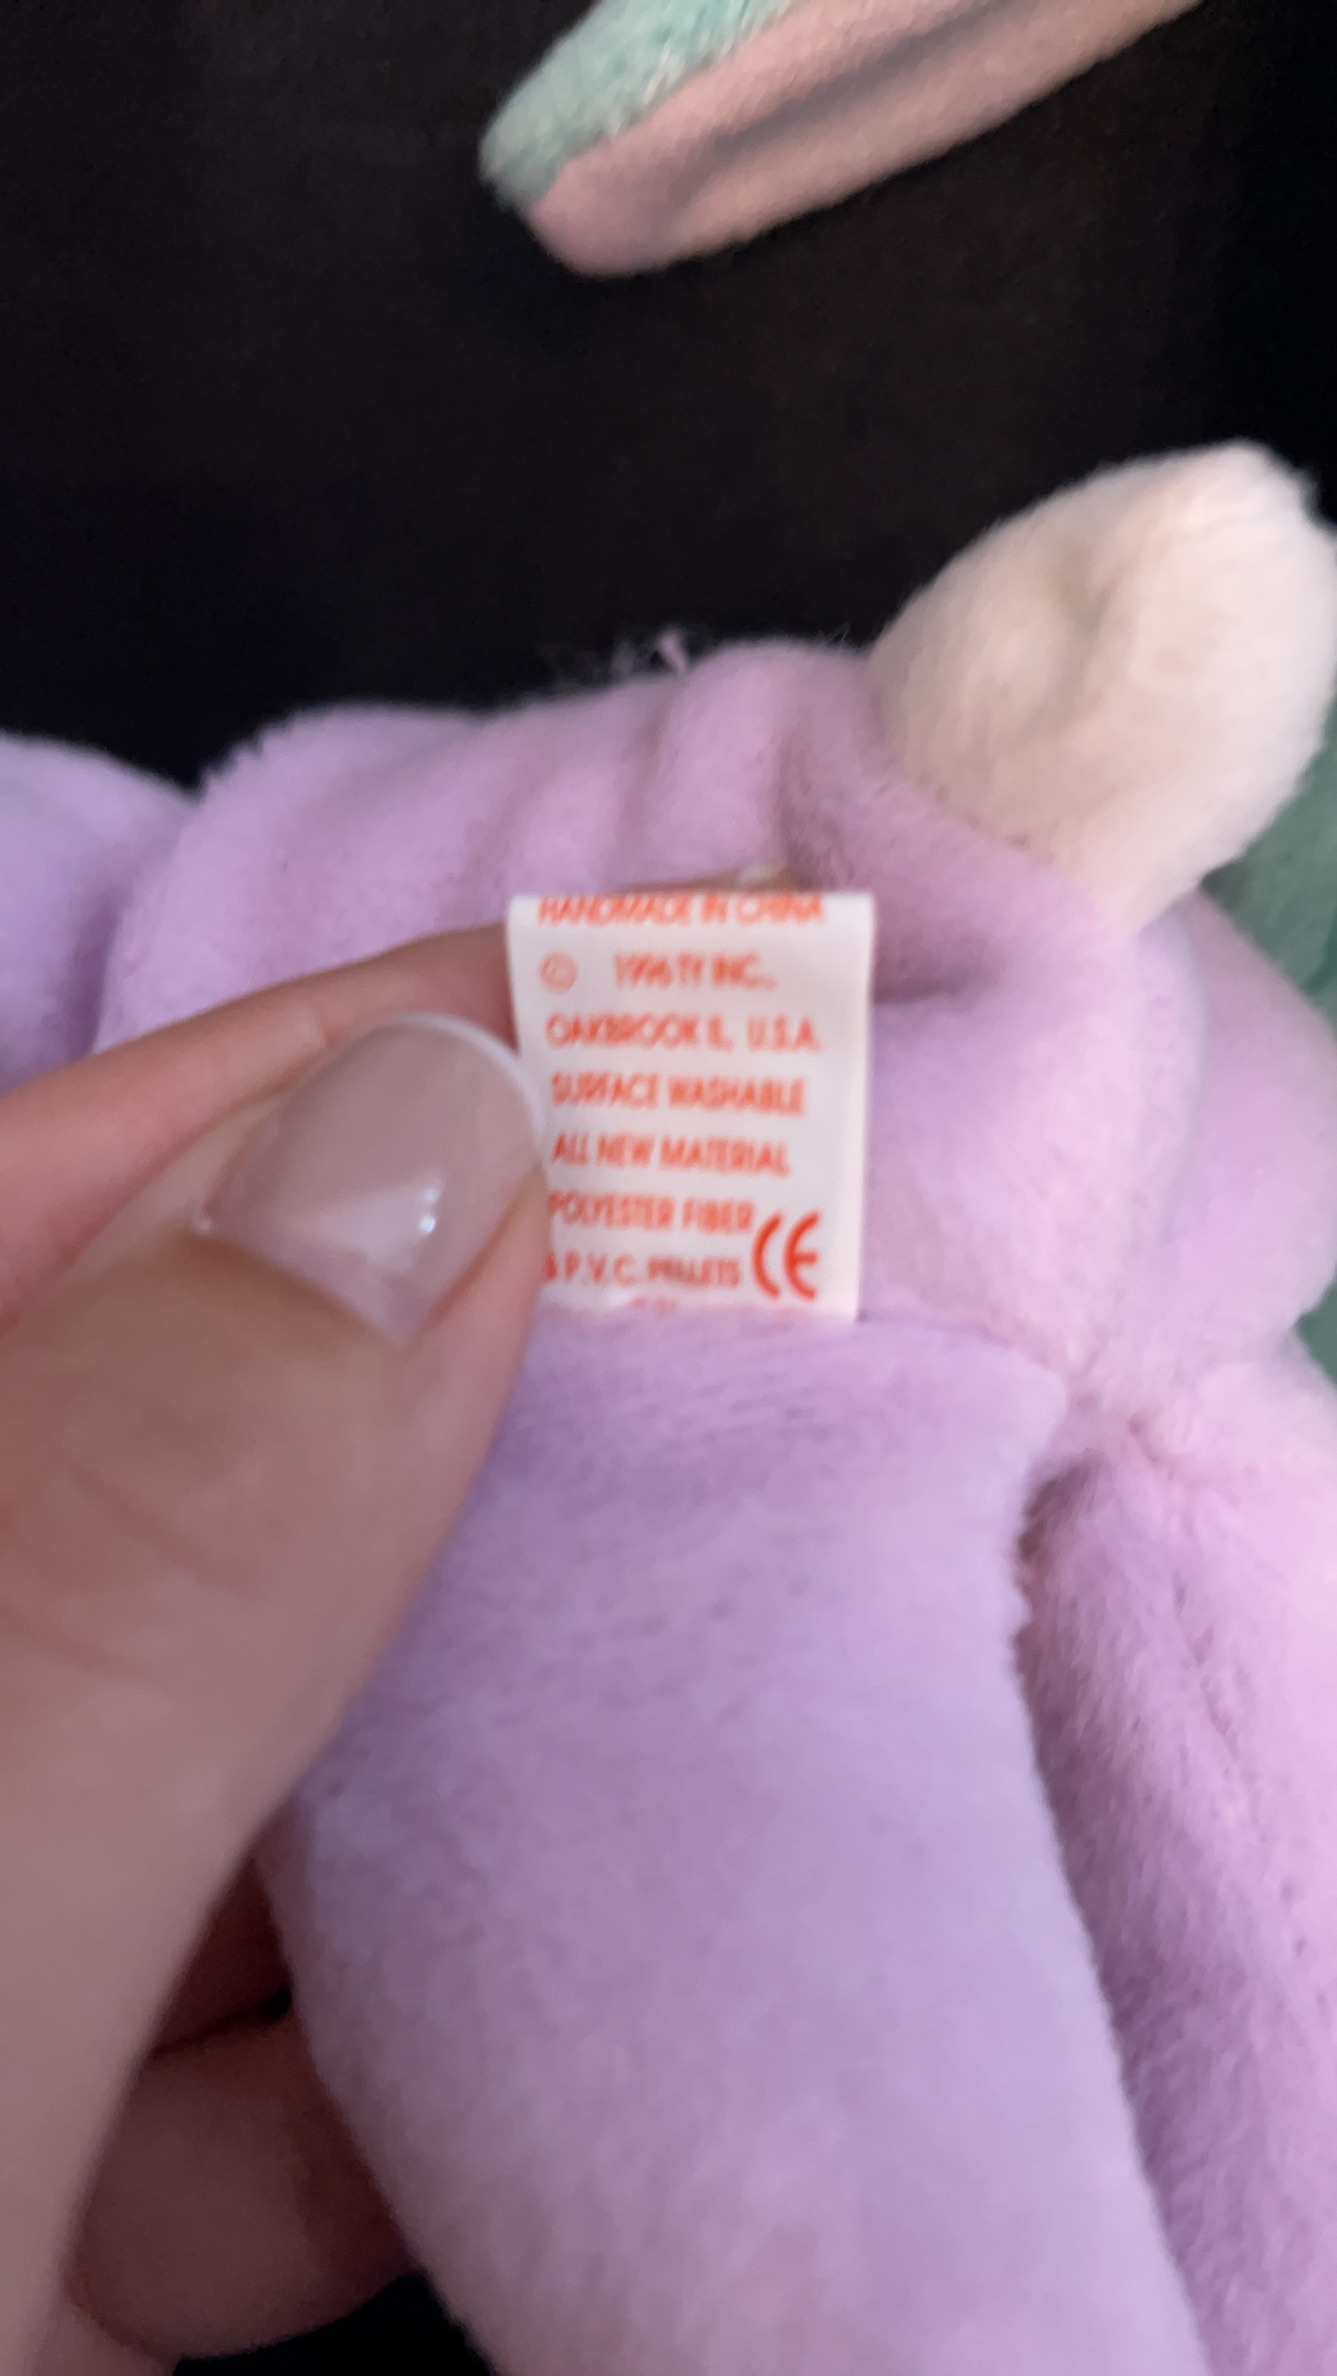 HANDMADE IN CHINA
© 1996 TY INC.,
OAKBROOK IL, U.S.A.
SURFACE WASHABLE
ALL NEW MATERIAL
POLYESTER FIBER
& P.V.C. PELLETS CE